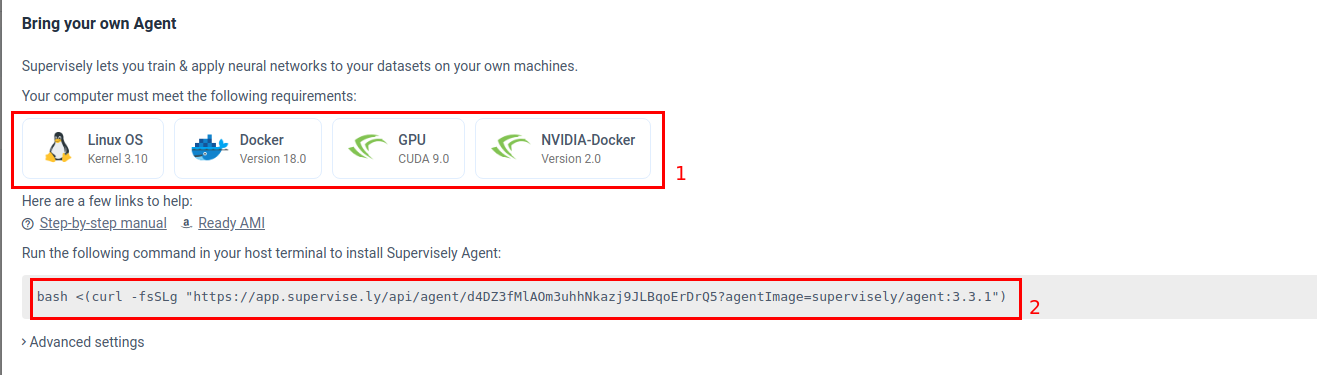 Bring your own Agent
Supervisely lets you train & apply neural networks to your datasets on your own machines.
Your computer must meet the following requirements:
Linux OS
Kernel 3.10
Docker
Version 18.0
GPU
CUDA 9.0
NVIDIA-Docker
Version 2.0
1
Here are a few links to help:
Step-by-step manual Ready AMI
Run the following command in your host terminal to install Supervisely Agent:
bash <(curl -fsSLg "https://app.supervise.ly/api/agent/d4DZ3fMlAOm3uhhNkazj9JLBqoErDrQ5?agentImage=supervisely/agent:3.3.1")
2
Advanced settings